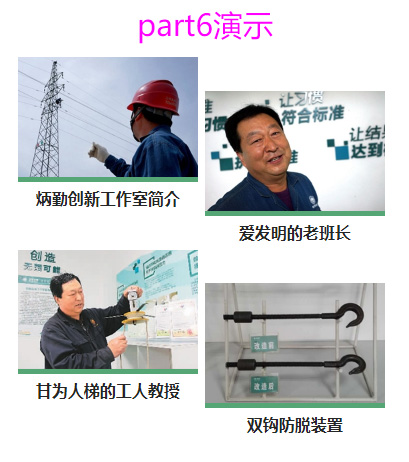 part6演示
炳勤创新工作室简介
让习惯
符合标准
习惯
标准
让结果
达到
爱发明的老班长
创造
无限可能
甘为人梯的工人教授
改造前
改造后
双钩防脱装置